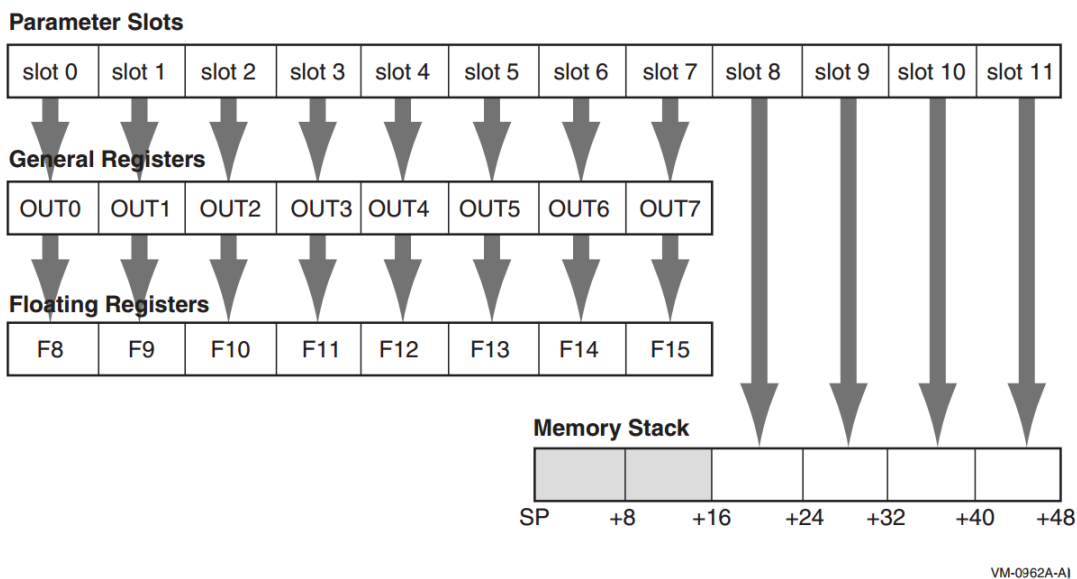 Parameter Slots
slot 0 slot 1 slot 2 slot 3 slot 4 slot 5 slot 6 slot 7 slot 8 slot 9 slot 10 slot 11
General Registers
OUT0 OUT1 OUT2 OUT3 OUT4 OUT5 OUT6 OUT7
Floating Registers
F8 F9 F10 F11 F12 F13 F14 F15
Memory Stack
SP +8 +16 +24 +32 +40 +48
VM-0962A-AI